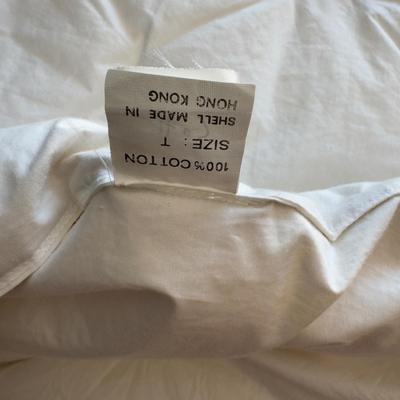 100% COTTON
SIZE: T
SHELL MADE IN
HONG KONG